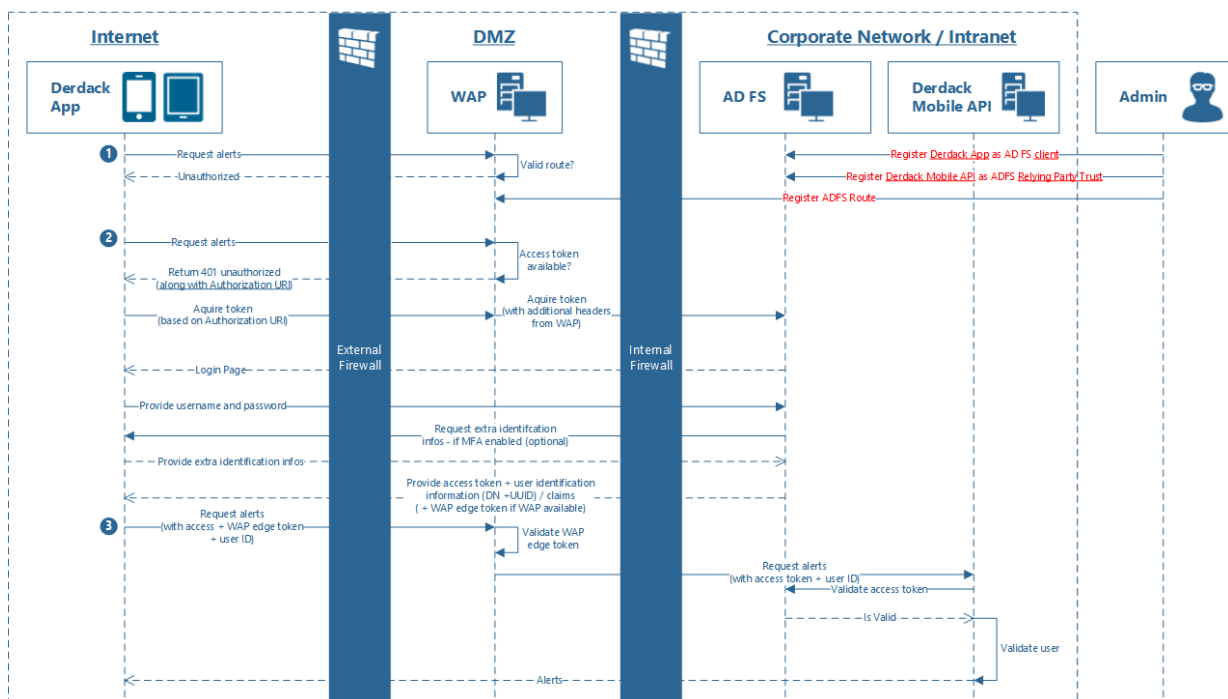 Internet
DMZ
Corporate Network / Intranet
Derdack
App
WAP
AD FS
Derdack
Mobile API
Admin
1
Request alerts
Valid route?
Unauthorized
Register Derdack App as AD FS client
Register Derdack Mobile API as ADFS Relying Party Trust
Register ADFS Route
2
Request alerts
Access token
available?
Return 401 unauthorized
(along with Authorization URI)
Aquire token
(based on Authorization URI)
Aquire token
(with additional headers
from WAP)
External
Firewall
Internal
Firewall
Login Page
Provide username and password
Request extra identifcation
infos - if MFA enabled (optional)
Provide extra identification infos
Provide access token + user identification
information (DN +UUID) / claims
( + WAP edge token if WAP available)
3
Request alerts
(with access + WAP edge token
+ user ID)
Validate WAP
edge token
Request alerts
(with access token + user ID)
Validate access token
Is Valid
Validate user
Alerts